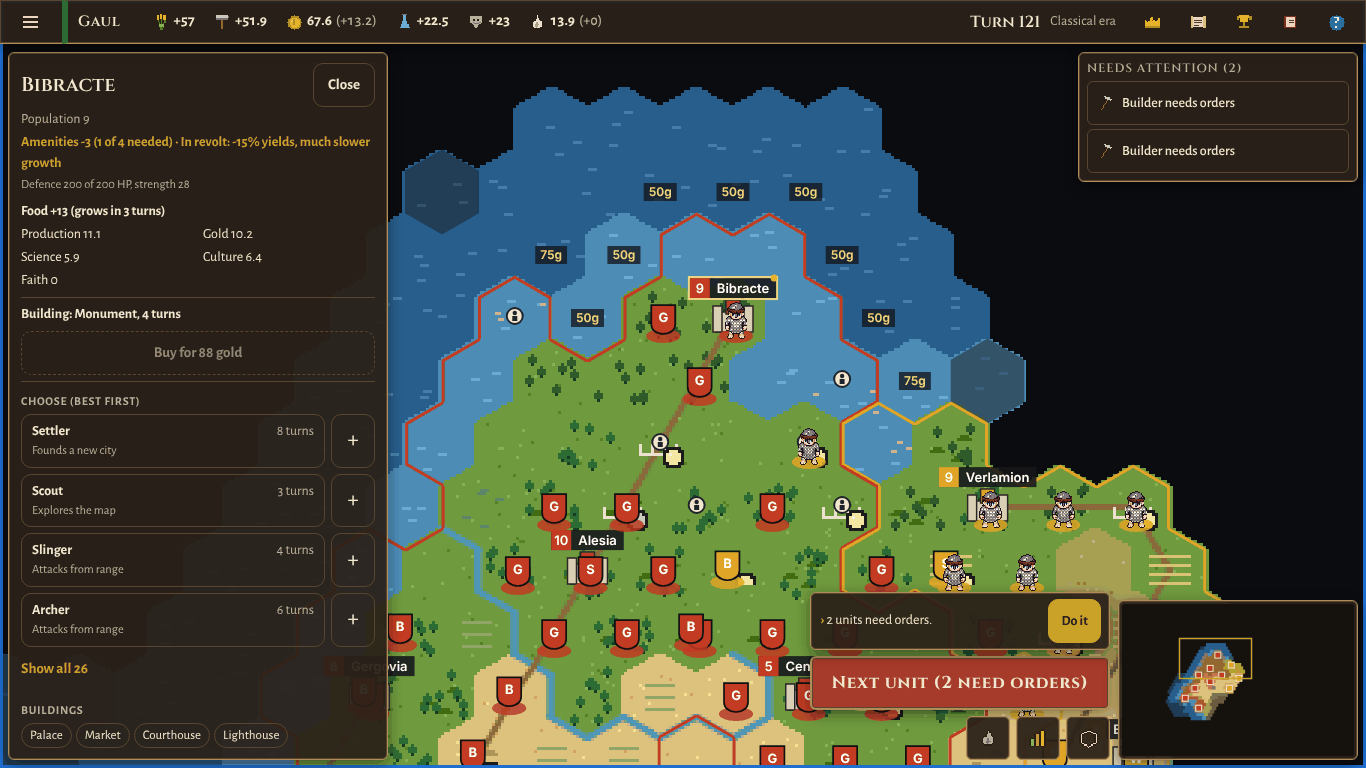 GAUL
+57
+51.9
67.6 (+13.2)
+22.5
+23
13.9 (+0)
TURN 121
Classical era
BIBRACTE
Close
Population 9
Amenities -3 (1 of 4 needed) · In revolt: -15% yields, much slower
growth
Defence 200 of 200 HP, strength 28
Food +13 (grows in 3 turns)
Production 11.1
Gold 10.2
Science 5.9
Culture 6.4
Faith 0
Building: Monument, 4 turns
Buy for 88 gold
CHOOSE (BEST FIRST)
Settler
8 turns
Founds a new city
+
Scout
3 turns
Explores the map
+
Slinger
4 turns
Attacks from range
+
Archer
6 turns
Attacks from range
+
Show all 26
BUILDINGS
Palace
Market
Courthouse
Lighthouse
NEEDS ATTENTION (2)
Builder needs orders
Builder needs orders
50g
50g
50g
75g
50g
50g
9 Bibracte
G
50g
50g
G
75g
9 Verlamion
G
G
G
10 Alesia
G
S
G
B
G
B
G
G
B
G
Gergovia
5 Cen
B
G
G
B
G
G
G
› 2 units need orders.
Do it
NEXT UNIT (2 NEED ORDERS)